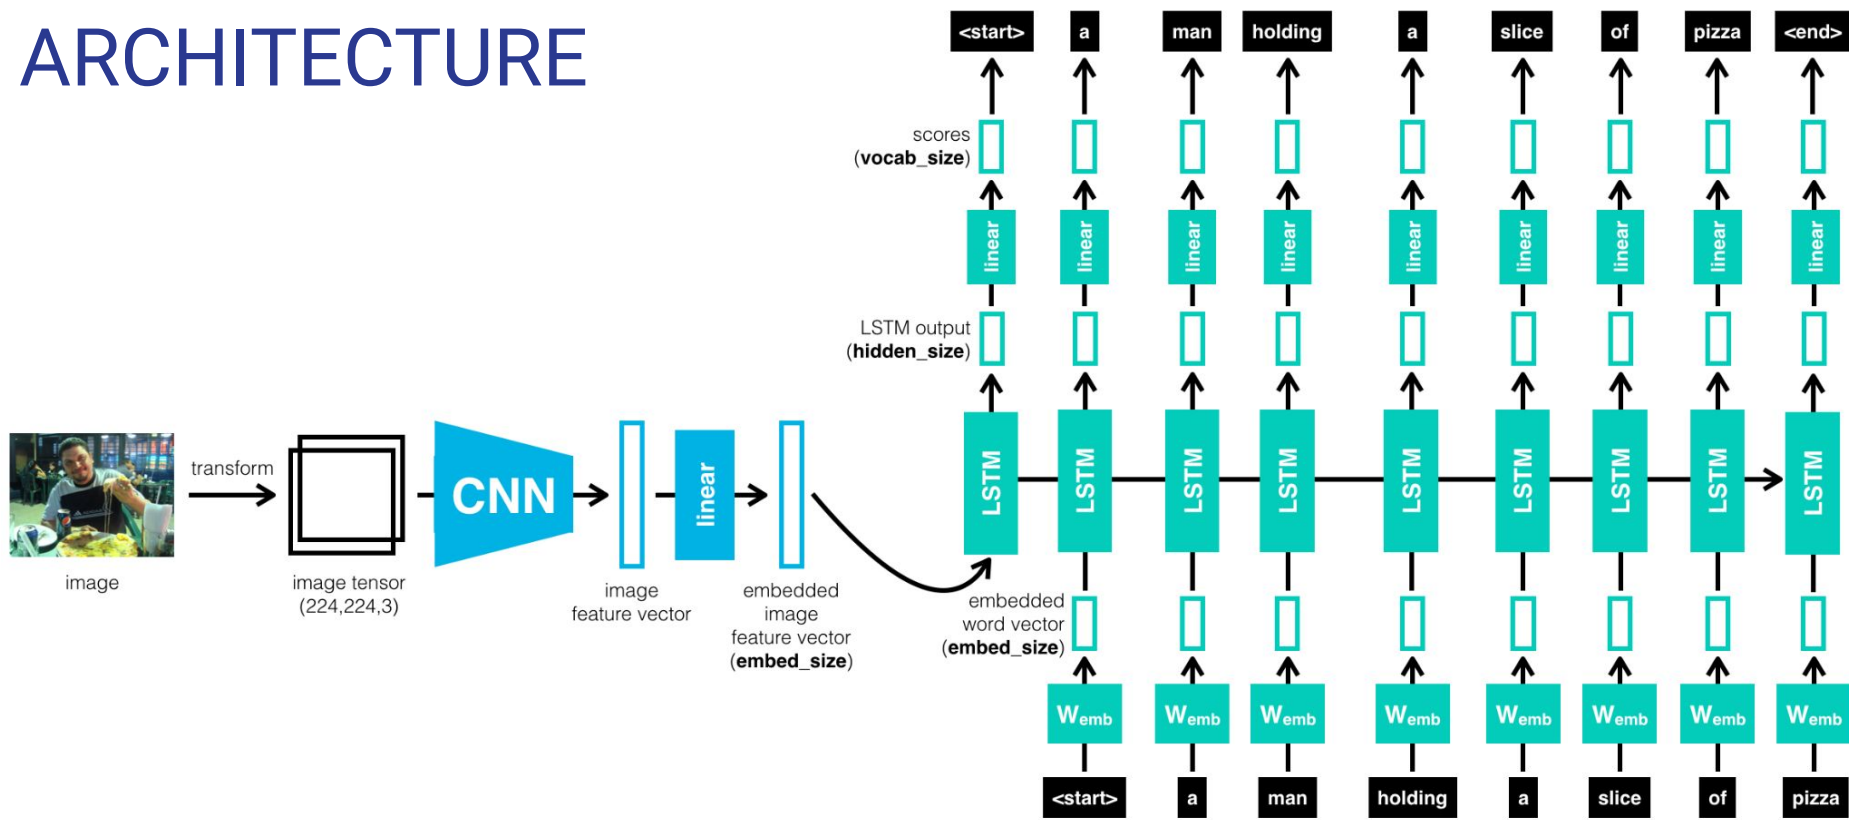 ARCHITECTURE
<start> a man holding a slice of pizza <end>
scores
(vocab_size)
linear linear linear linear linear linear linear linear linear
LSTM output
(hidden_size)
LSTM LSTM LSTM LSTM LSTM LSTM LSTM LSTM LSTM
transform
CNN
linear
image
image tensor
(224,224,3)
image
feature vector
embedded
image
feature vector
(embed_size)
embedded
word vector
(embed_size)
Wemb Wemb Wemb Wemb Wemb Wemb Wemb Wemb
<start> a man holding a slice of pizza